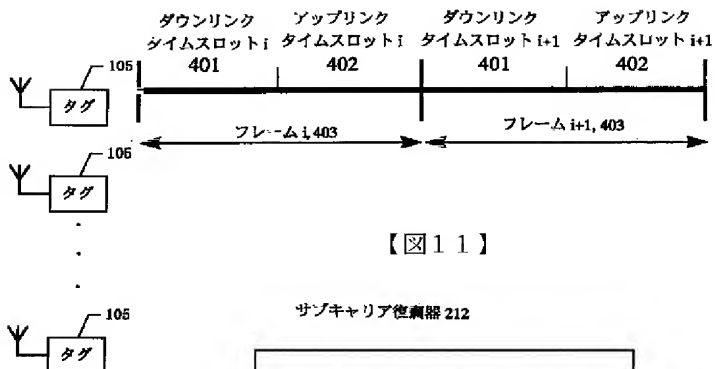 ダウンリンク アップリンク ダウンリンク アップリンク
タイムスロット i タイムスロット i タイムスロット i+1 タイムスロット i+1
401 402 401 402
105
タグ
フレーム i, 403 フレーム i+1, 403
105
タグ
【図11】
サブキャリア復調器 212
105
タグ